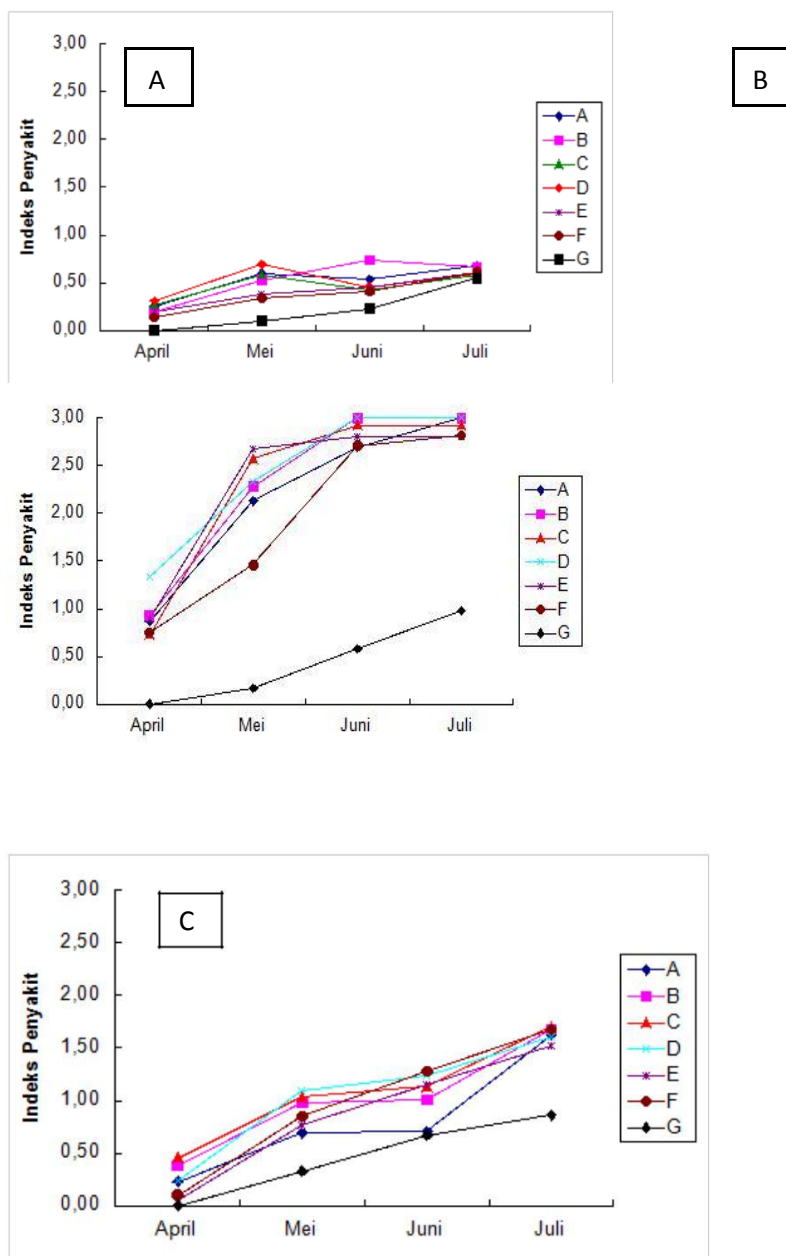 A
B
Indeks Penyakit
3,00
2,50
2,00
1,50
1,00
0,50
0,00
April Mei Juni Juli
A
B
C
D
E
F
G
Indeks Penyakit
3,00
2,50
2,00
1,50
1,00
0,50
0,00
April Mei Juni Juli
A
B
C
D
E
F
G
C
Indeks Penyakit
3,00
2,50
2,00
1,50
1,00
0,50
0,00
April Mei Juni Juli
A
B
C
D
E
F
G